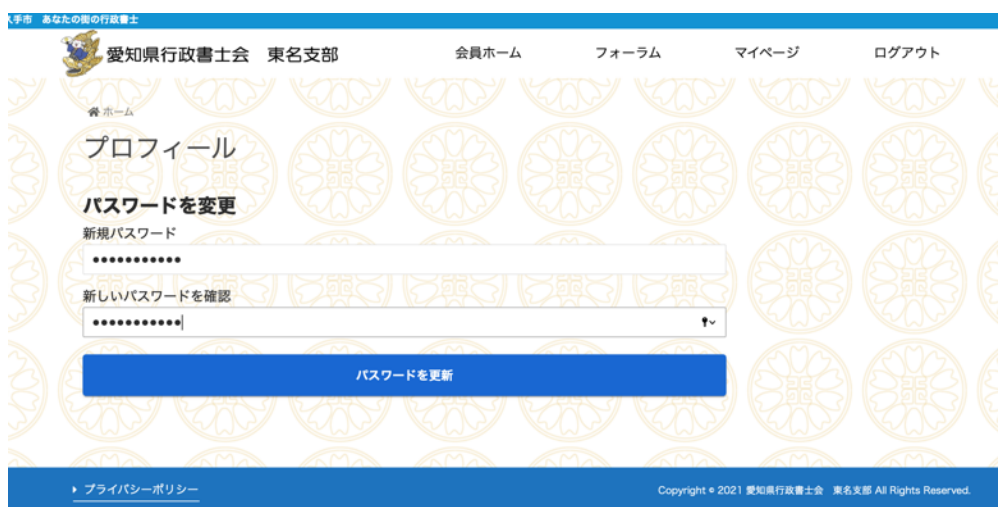 久手市 あなたの街の行政書士
愛知県行政書士会 東名支部
会員ホーム
フォーラム
マイページ
ログアウト
ホーム
プロフィール
パスワードを変更
新規パスワード
•••••••••••
新しいパスワードを確認
•••••••••••
パスワードを更新
プライバシーポリシー
Copyright © 2021 愛知県行政書士会 東名支部 All Rights Reserved.